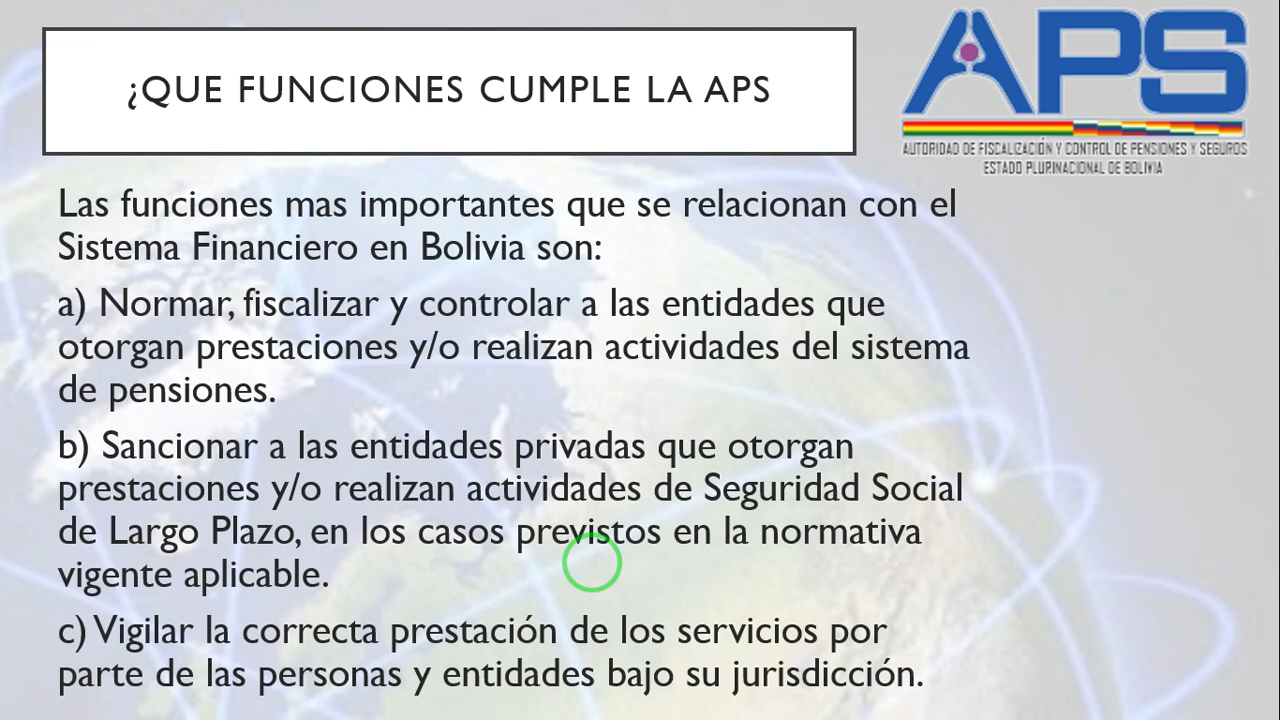 ¿QUE FUNCIONES CUMPLE LA APS
APS
AUTORIDAD DE FISCALIZACIÓN Y CONTROL DE PENSIONES Y SEGUROS
ESTADO PLURINACIONAL DE BOLIVIA
Las funciones mas importantes que se relacionan con el
Sistema Financiero en Bolivia son:
a) Normar, fiscalizar y controlar a las entidades que
otorgan prestaciones y/o realizan actividades del sistema
de pensiones.
b) Sancionar a las entidades privadas que otorgan
prestaciones y/o realizan actividades de Seguridad Social
de Largo Plazo, en los casos previstos en la normativa
vigente aplicable.
c) Vigilar la correcta prestación de los servicios por
parte de las personas y entidades bajo su jurisdicción.